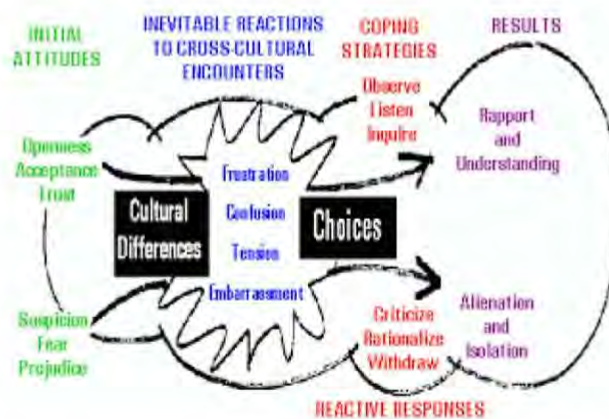 INITIAL
ATTITUDES
INEVITABLE REACTIONS
TO CROSS-CULTURAL
ENCOUNTERS
COPING
STRATEGIES
RESULTS
Openness
Acceptance
Trust
Suspicion
Fear
Prejudice
Cultural
Differences
Frustration
Confusion
Tension
Embarrassment
Choices
Observe
Listen
Inquire
Criticize
Rationalize
Withdraw
REACTIVE RESPONSES
Rapport
and
Understanding
Alienation
and
Isolation